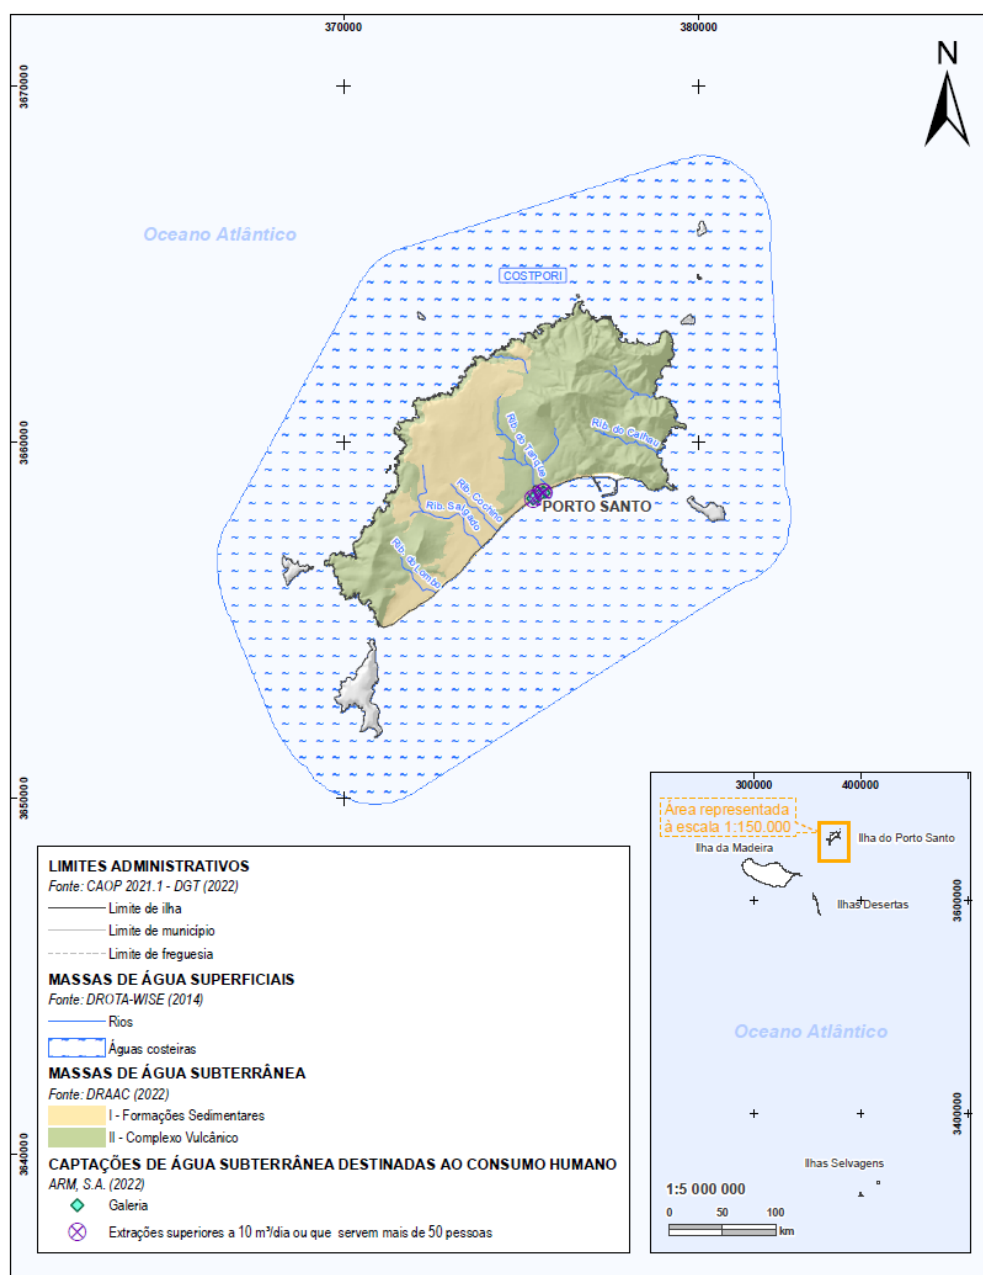 370000
380000
3670000
N
Oceano Atlântico
COSTPORI
3660000
Rib. do Tanque
Rib. do Calhau
Rib. Cochino
Rib. Salgado
PORTO SANTO
Rib. do Lombo
3650000
300000
400000
Área representada
à escala 1:150.000
Ilha do Porto Santo
Ilha da Madeira
Ilhas Desertas
3600000
Oceano Atlântico
3400000
Ilhas Selvagens
1:5 000 000
0 50 100
km
3640000
LIMITES ADMINISTRATIVOS
Fonte: CAOP 2021.1 - DGT (2022)
Limite de ilha
Limite de município
Limite de freguesia
MASSAS DE ÁGUA SUPERFICIAIS
Fonte: DROTA-WISE (2014)
Rios
Águas costeiras
MASSAS DE ÁGUA SUBTERRÂNEA
Fonte: DRAAC (2022)
I - Formações Sedimentares
II - Complexo Vulcânico
CAPTAÇÕES DE ÁGUA SUBTERRÂNEA DESTINADAS AO CONSUMO HUMANO
ARM, S.A. (2022)
Galeria
Extrações superiores a 10 m³/dia ou que servem mais de 50 pessoas